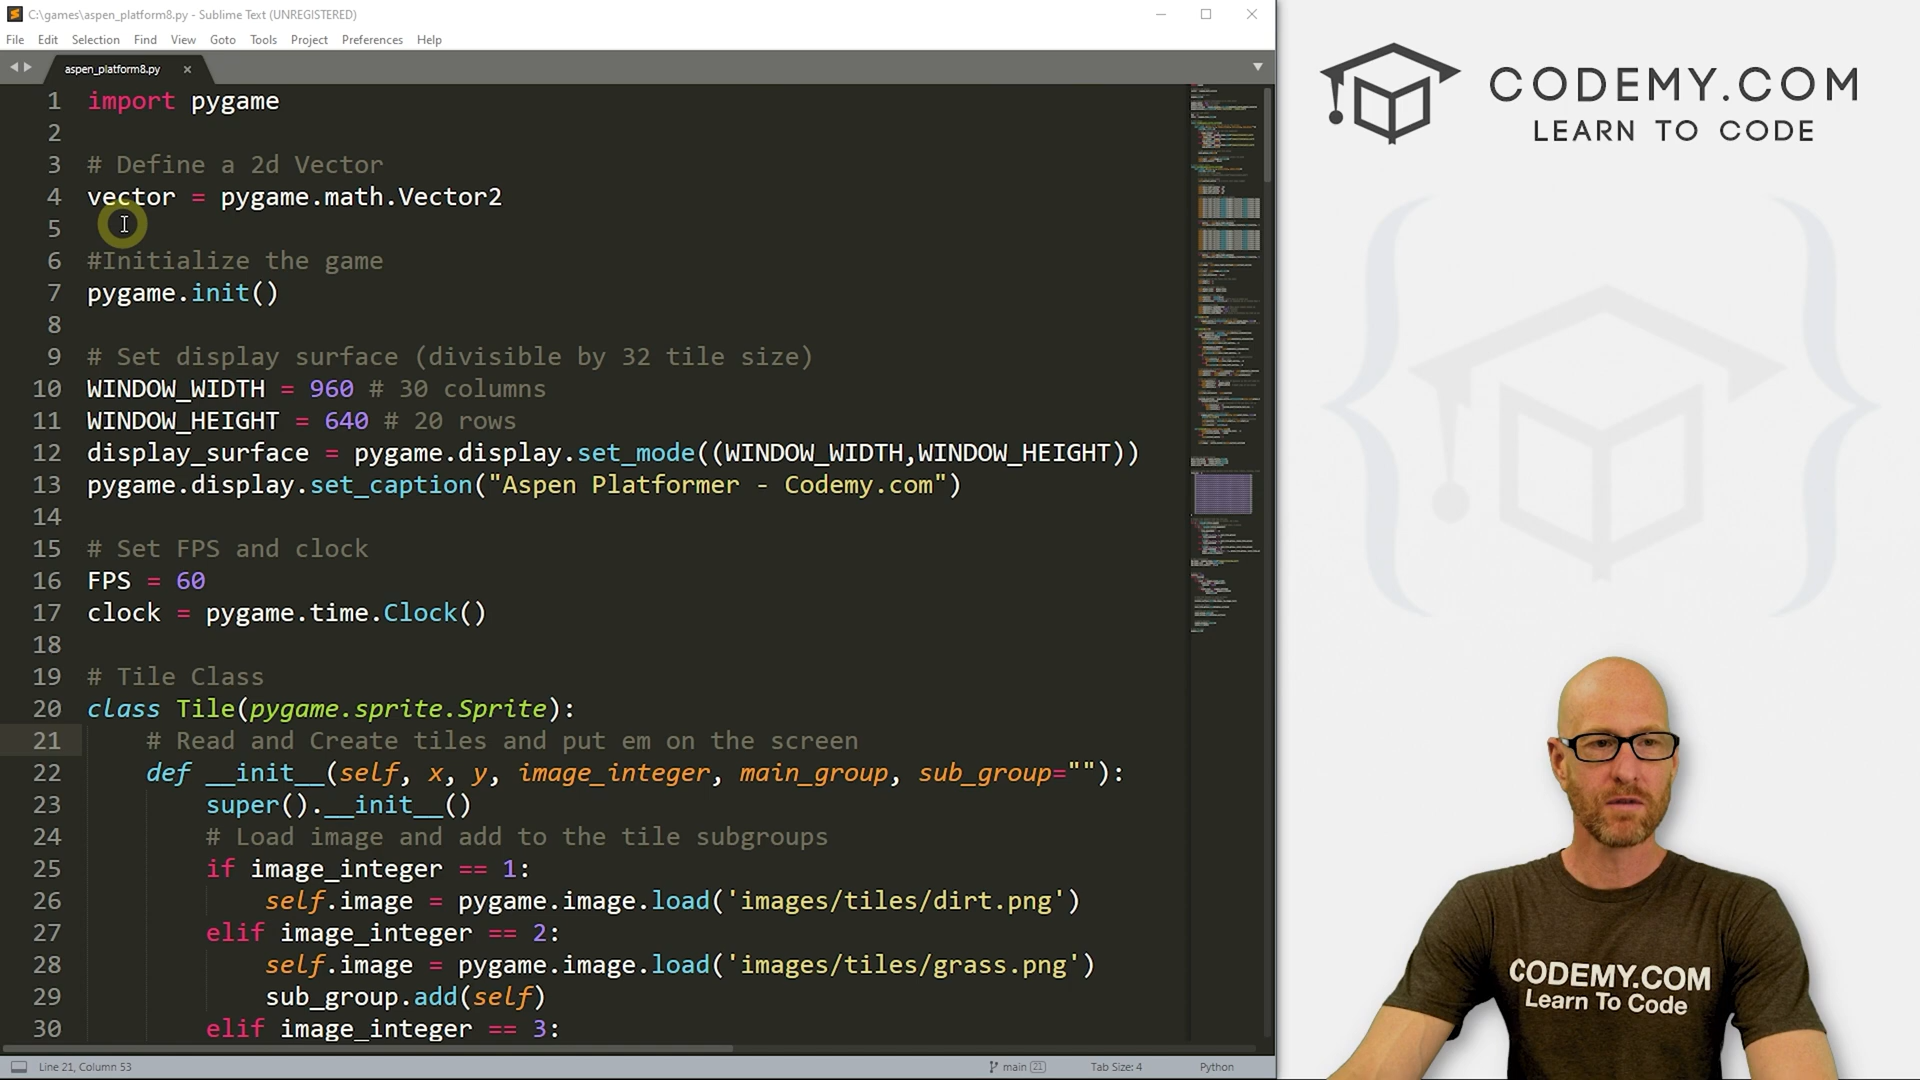 C:\games\aspen_platform8.py - Sublime Text (UNREGISTERED)
File Edit Selection Find View Goto Tools Project Preferences Help
aspen_platform8.py
1 import pygame
2
3 # Define a 2d Vector
4 vector = pygame.math.Vector2
5
6 #Initialize the game
7 pygame.init()
8
9 # Set display surface (divisible by 32 tile size)
10 WINDOW_WIDTH = 960 # 30 columns
11 WINDOW_HEIGHT = 640 # 20 rows
12 display_surface = pygame.display.set_mode((WINDOW_WIDTH,WINDOW_HEIGHT))
13 pygame.display.set_caption("Aspen Platformer - Codemy.com")
14
15 # Set FPS and clock
16 FPS = 60
17 clock = pygame.time.Clock()
18
19 # Tile Class
20 class Tile(pygame.sprite.Sprite):
21 # Read and Create tiles and put em on the screen
22 def __init__(self, x, y, image_integer, main_group, sub_group=""):
23 super().__init__()
24 # Load image and add to the tile subgroups
25 if image_integer == 1:
26 self.image = pygame.image.load('images/tiles/dirt.png')
27 elif image_integer == 2:
28 self.image = pygame.image.load('images/tiles/grass.png')
29 sub_group.add(self)
30 elif image_integer == 3:
Line 21, Column 53
main 21
Tab Size: 4
Python
CODEMY.COM
LEARN TO CODE
CODEMY.COM
Learn To Code